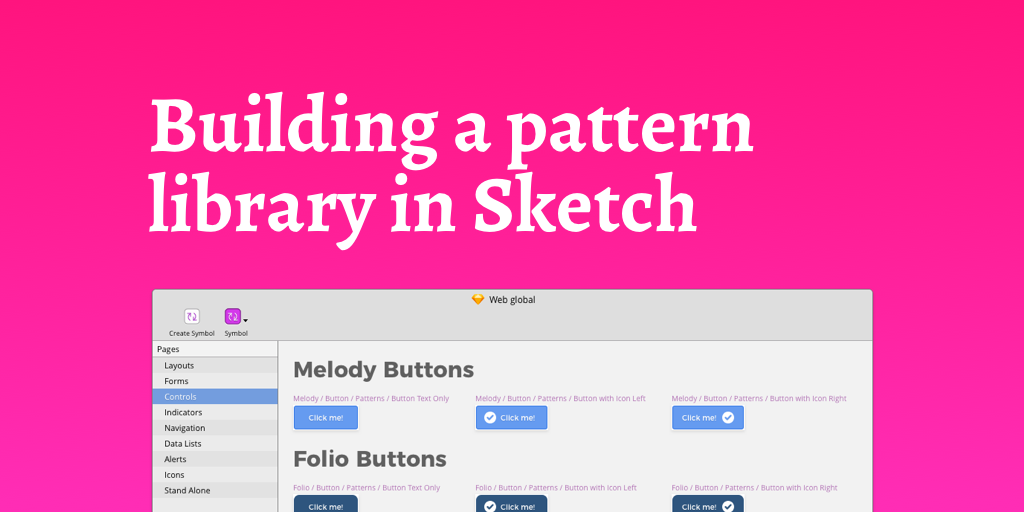 Building a pattern
library in Sketch
Web global
Create Symbol
Symbol
Pages
Layouts
Forms
Controls
Indicators
Navigation
Data Lists
Alerts
Icons
Stand Alone
Melody Buttons
Melody / Button / Patterns / Button Text Only
Melody / Button / Patterns / Button with Icon Left
Melody / Button / Patterns / Button with Icon Right
Click me!
Click me!
Click me!
Folio Buttons
Folio / Button / Patterns / Button Text Only
Folio / Button / Patterns / Button with Icon Left
Folio / Button / Patterns / Button with Icon Right
Click me!
Click me!
Click me!